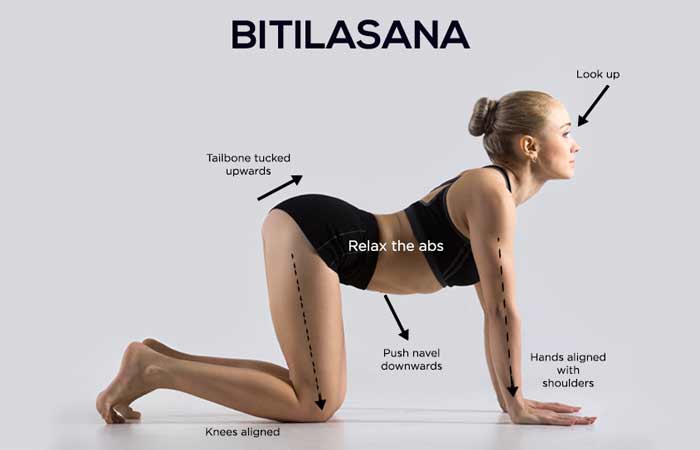 BITILASANA
Look up
Tailbone tucked
upwards
Relax the abs
Push navel
downwards
Hands aligned
with
shoulders
Knees aligned